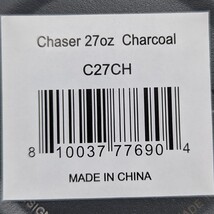 Chaser 27oz Charcoal
C27CH
8 10037 77690 4
MADE IN CHINA